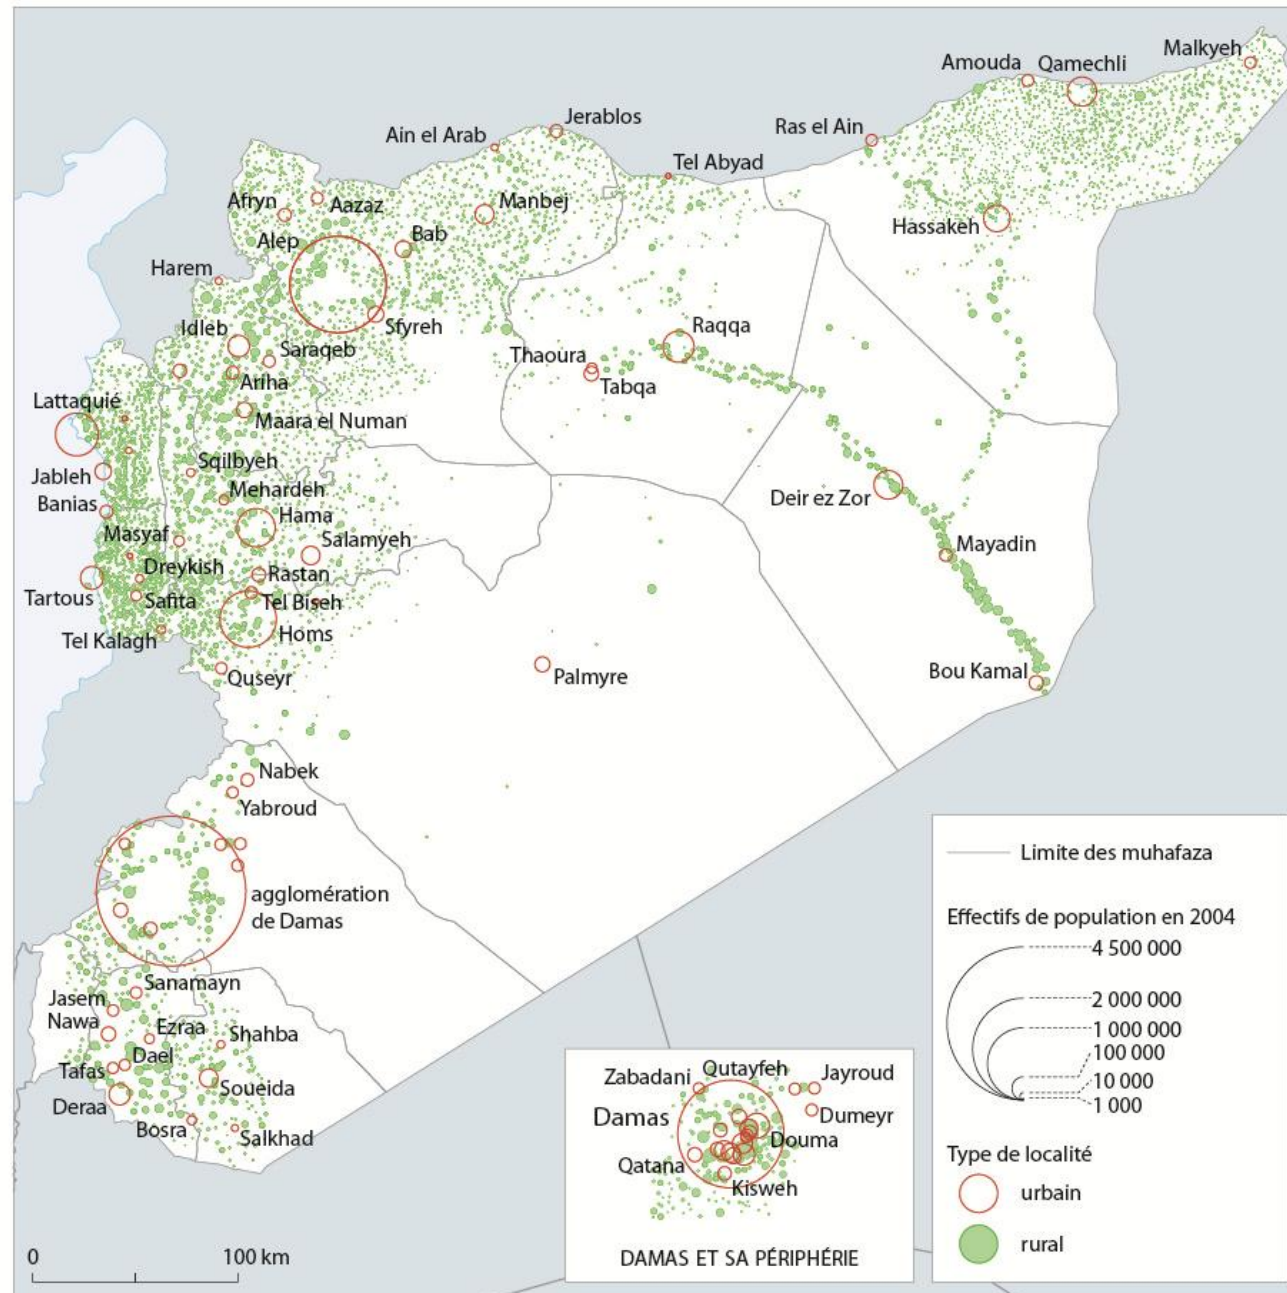 Malkyeh
Amouda
Qamechli
Jerablos
Ain el Arab
Ras el Ain
Tel Abyad
Afryn
Aazaz
Manbej
Hassakeh
Alep
Bab
Harem
Sfyreh
Idleb
Raqqa
Saraqeb
Thaoura
Ariha
Tabqa
Lattaquié
Maara el Numan
Jableh
Sqilbyeh
Banias
Mehardeh
Deir ez Zor
Hama
Masyaf
Salamyeh
Mayadin
Dreykish
Rastan
Tartous
Safita
Tel Biseh
Tel Kalagh
Homs
Quseyr
Palmyre
Bou Kamal
Nabek
Yabroud
agglomération
de Damas
Sanamayn
Jasem
Nawa
Ezraa
Shahba
Dael
Tafas
Soueida
Deraa
Bosra
Salkhad
0
100 km
Zabadani
Qutayfeh
Jayroud
Damas
Dumeyr
Douma
Qatana
Kisweh
DAMAS ET SA PÉRIPHÉRIE
Limite des muhafaza
Effectifs de population en 2004
4 500 000
2 000 000
1 000 000
100 000
10 000
1 000
Type de localité
urbain
rural